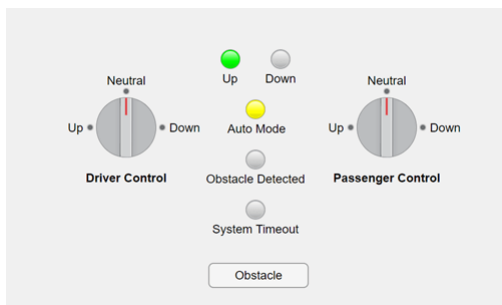 Up Down
Neutral
Up Down
Driver Control
Auto Mode
Obstacle Detected
System Timeout
Neutral
Up Down
Passenger Control
Obstacle